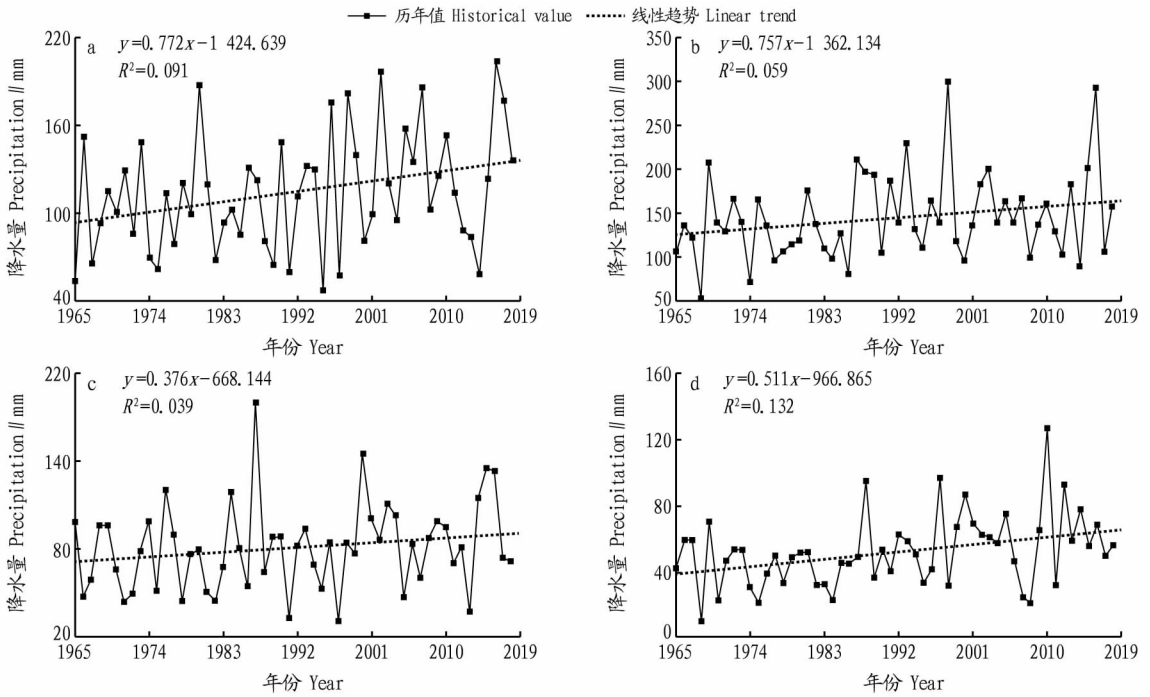 历年值 Historical value 线性趋势 Linear trend
a y=0.772x-1 424.639
R²=0.091
220
160
100
40
降水量 Precipitation∥mm
1965 1974 1983 1992 2001 2010 2019
年份 Year
b y=0.757x-1 362.134
R²=0.059
350
300
250
200
150
100
50
降水量 Precipitation∥mm
1965 1974 1983 1992 2001 2010 2019
年份 Year
c y=0.376x-668.144
R²=0.039
220
140
80
20
降水量 Precipitation∥mm
1965 1974 1983 1992 2001 2010 2019
年份 Year
d y=0.511x-966.865
R²=0.132
160
120
80
40
0
降水量 Precipitation∥mm
1965 1974 1983 1992 2001 2010 2019
年份 Year